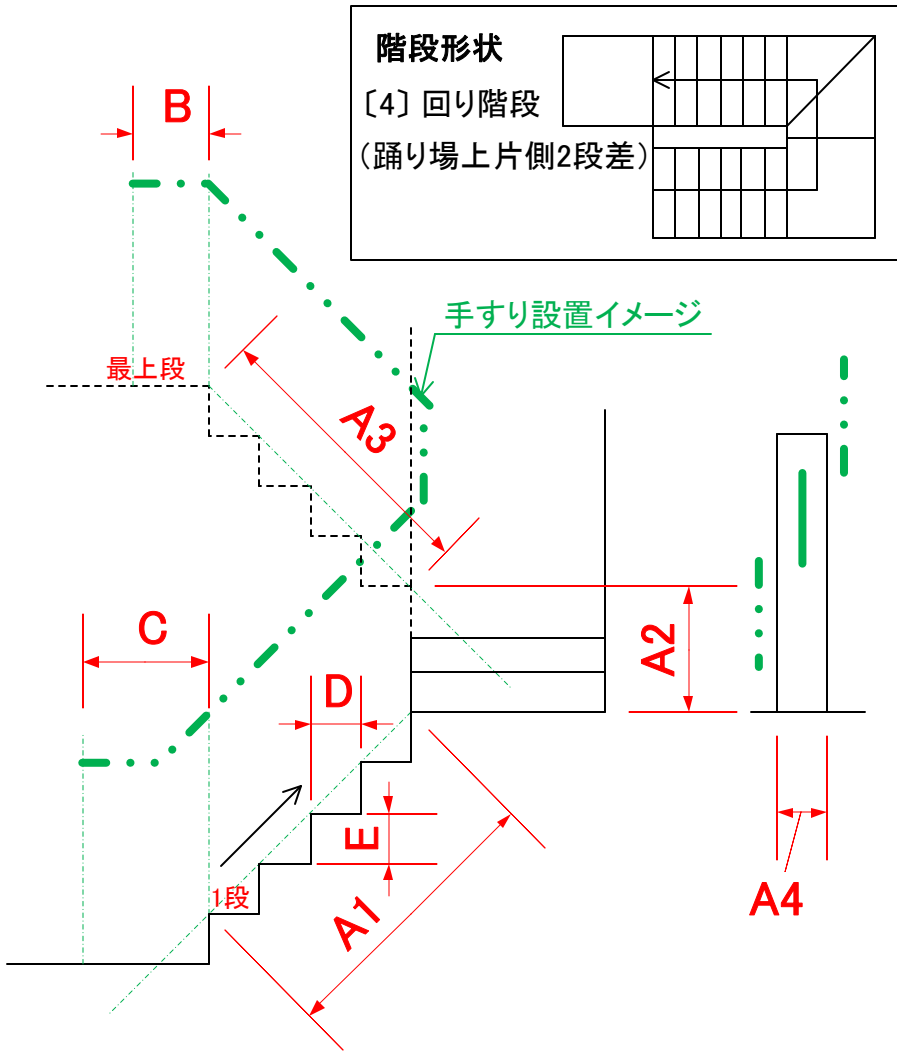 階段形状
〔4〕 回り階段
（踊り場上片側2段差）
B
手すり設置イメージ
最上段
A3
C
A2
D
E
1段
A1
A4